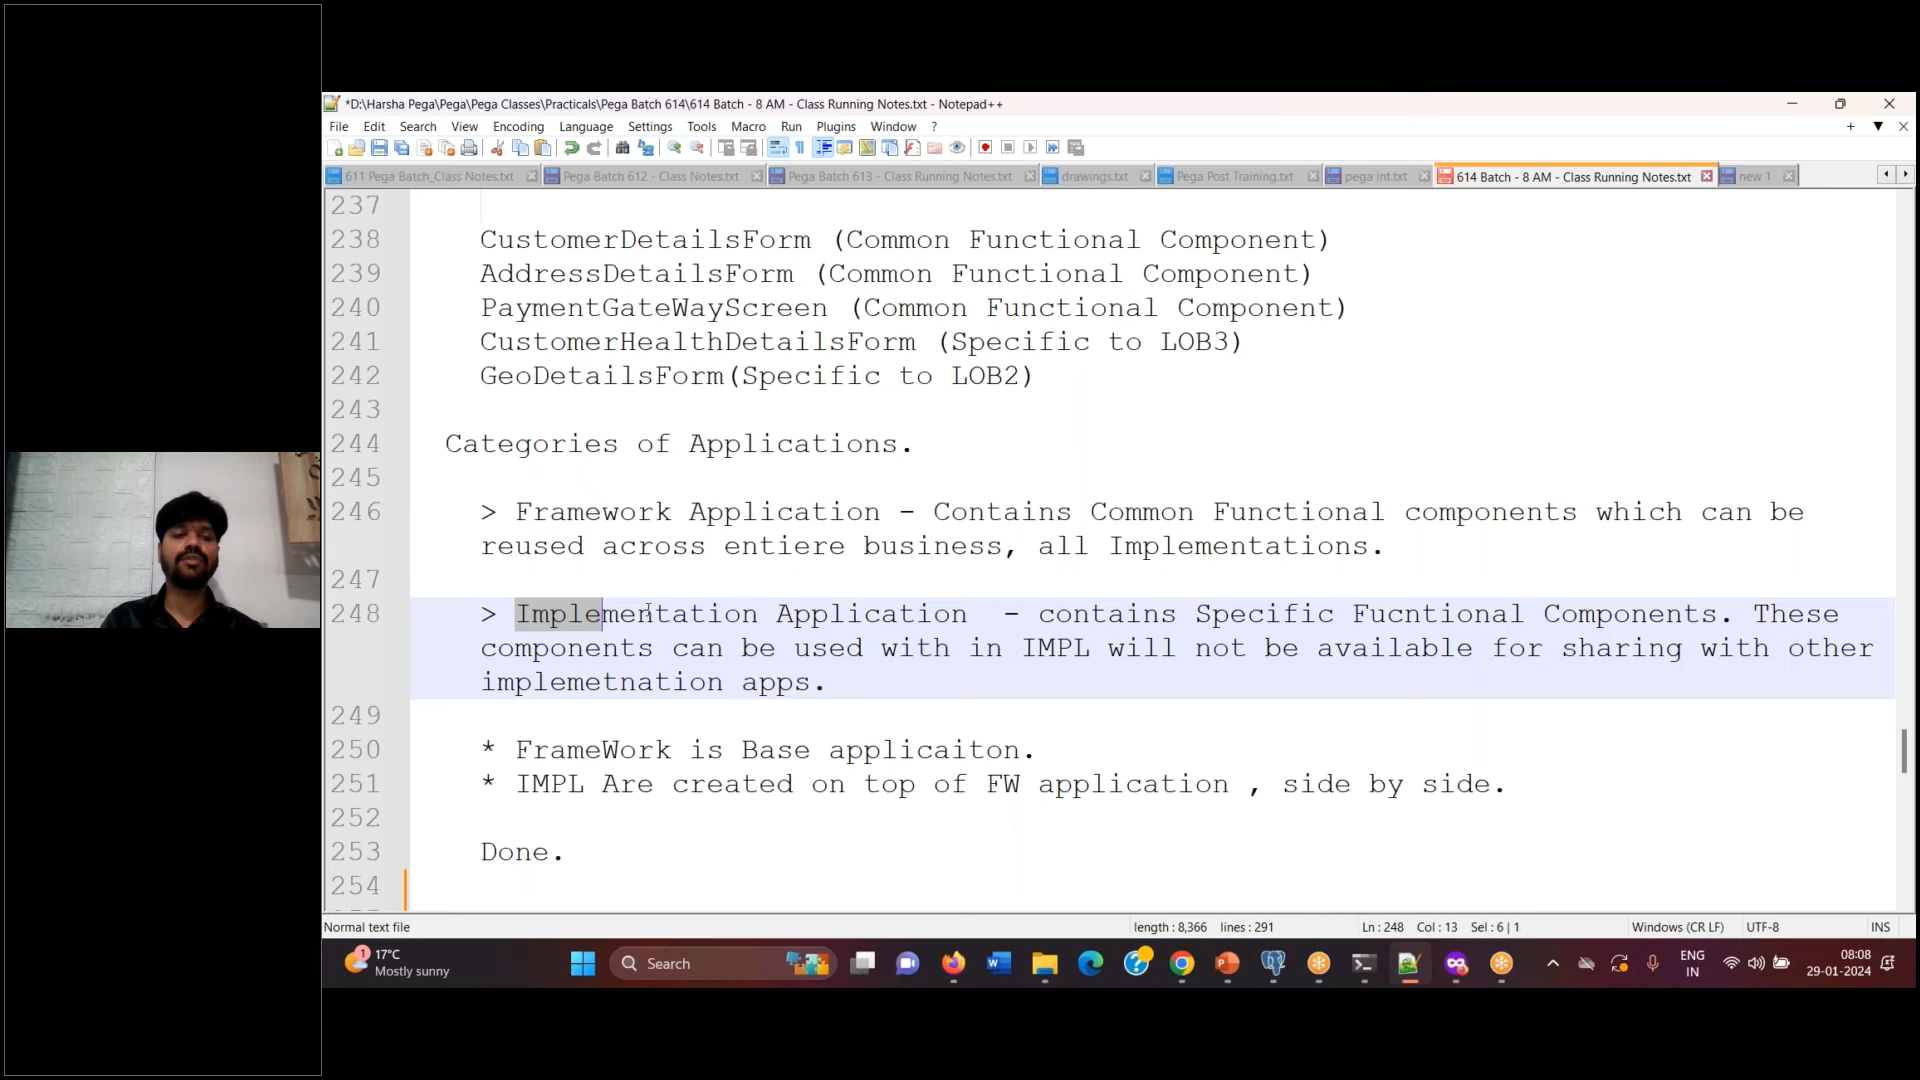 *D:\Harsha Pega\Pega\Pega Classes\Practicals\Pega Batch 614\614 Batch - 8 AM - Class Running Notes.txt - Notepad++
File Edit Search View Encoding Language Settings Tools Macro Run Plugins Window ?
611 Pega Batch_Class Notes.txt Pega Batch 612 - Class Notes.txt Pega Batch 613 - Class Running Notes.txt drawings.txt Pega Post Training.txt pega int.txt 614 Batch - 8 AM - Class Running Notes.txt new 1
237
238 CustomerDetailsForm (Common Functional Component)
239 AddressDetailsForm (Common Functional Component)
240 PaymentGateWayScreen (Common Functional Component)
241 CustomerHealthDetailsForm (Specific to LOB3)
242 GeoDetailsForm(Specific to LOB2)
243
244 Categories of Applications.
245
246 > Framework Application - Contains Common Functional components which can be
reused across entiere business, all Implementations.
247
248 > Implementation Application  - contains Specific Fucntional Components. These
components can be used with in IMPL will not be available for sharing with other
implemetnation apps.
249
250 * FrameWork is Base applicaiton.
251 * IMPL Are created on top of FW application , side by side.
252
253 Done.
254
Normal text file length : 8,366 lines : 291 Ln : 248 Col : 13 Sel : 6 | 1 Windows (CR LF) UTF-8 INS
1 17°C
Mostly sunny
Search
ENG
IN
08:08
29-01-2024